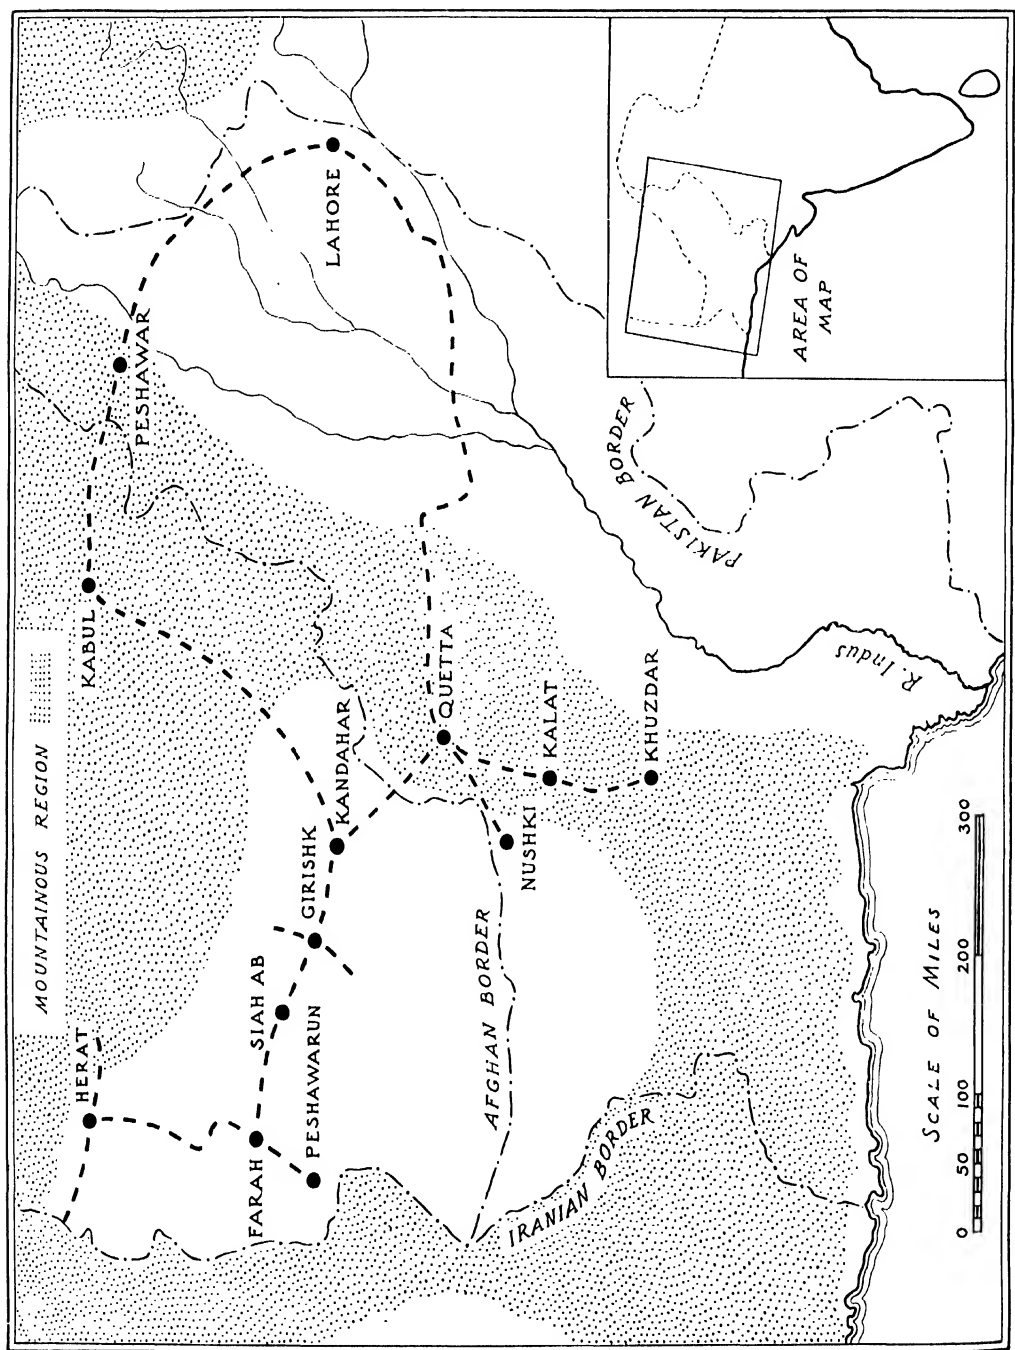 MOUNTAINOUS REGION
HERAT
KABUL
PESHAWAR
LAHORE
FARAH
SIAH AB
PESHAWARUN
GIRISHK
KANDAHAR
QUETTA
NUSHKI
KALAT
KHUZDAR
AFGHAN BORDER
IRANIAN BORDER
PAKISTAN BORDER
R. Indus
AREA OF
MAP
SCALE OF MILES
0 50 100 200 300